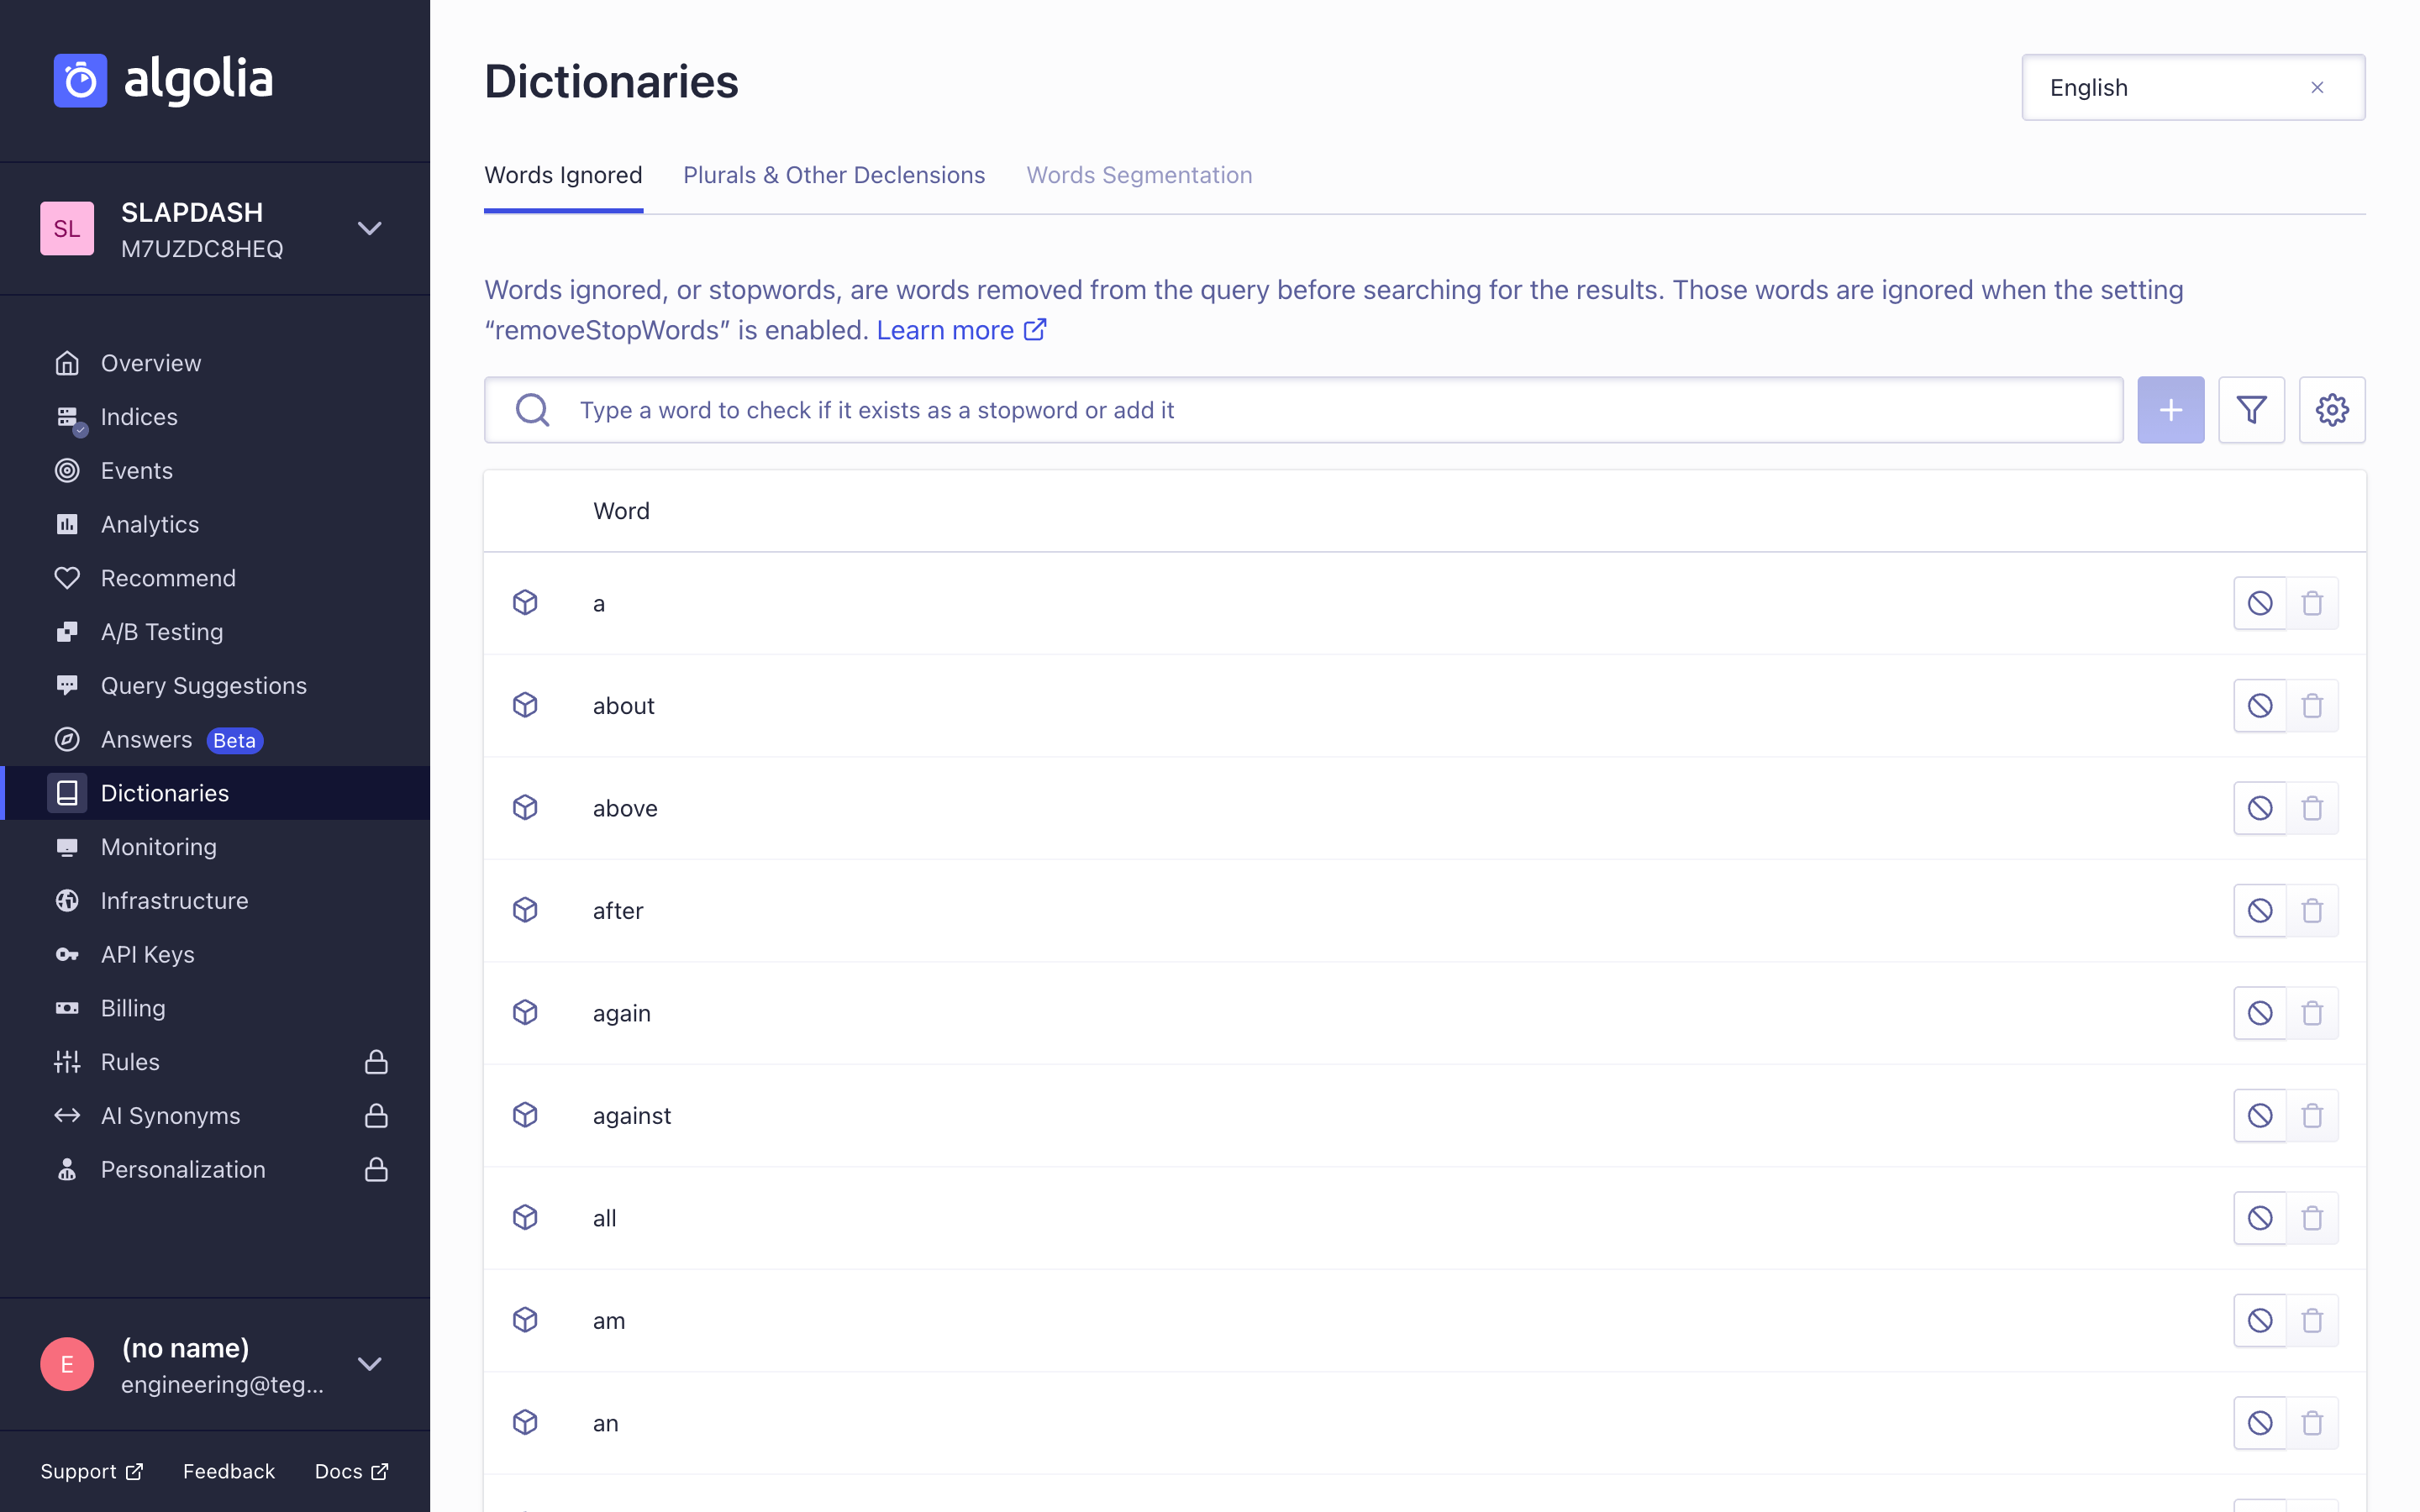 algolia
SL
SLAPDASH
M7UZDC8HEQ
Overview
Indices
Events
Analytics
Recommend
A/B Testing
Query Suggestions
Answers Beta
Dictionaries
Monitoring
Infrastructure
API Keys
Billing
Rules
AI Synonyms
Personalization
E
(no name)
engineering@teg...
Support
Feedback
Docs
Dictionaries
English
Words Ignored
Plurals & Other Declensions
Words Segmentation
Words ignored, or stopwords, are words removed from the query before searching for the results. Those words are ignored when the setting
“removeStopWords” is enabled. Learn more
Type a word to check if it exists as a stopword or add it
Word
a
about
above
after
again
against
all
am
an